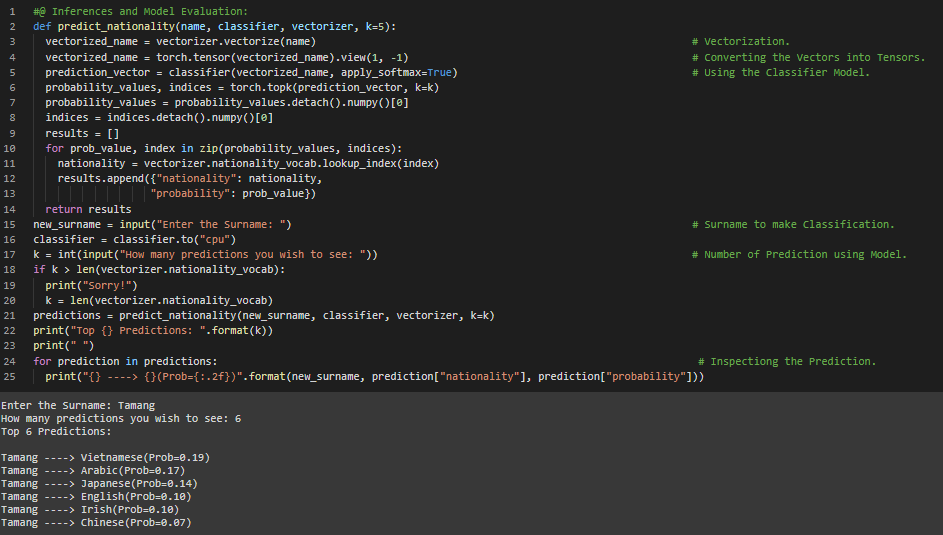 1 #@ Inferences and Model Evaluation:
2 def predict_nationality(name, classifier, vectorizer, k=5):
3 vectorized_name = vectorizer.vectorize(name) # Vectorization.
4 vectorized_name = torch.tensor(vectorized_name).view(1, -1) # Converting the Vectors into Tensors.
5 prediction_vector = classifier(vectorized_name, apply_softmax=True) # Using the Classifier Model.
6 probability_values, indices = torch.topk(prediction_vector, k=k)
7 probability_values = probability_values.detach().numpy()[0]
8 indices = indices.detach().numpy()[0]
9 results = []
10 for prob_value, index in zip(probability_values, indices):
11 nationality = vectorizer.nationality_vocab.lookup_index(index)
12 results.append({"nationality": nationality,
13 "probability": prob_value})
14 return results
15 new_surname = input("Enter the Surname: ") # Surname to make Classification.
16 classifier = classifier.to("cpu")
17 k = int(input("How many predictions you wish to see: ")) # Number of Prediction using Model.
18 if k > len(vectorizer.nationality_vocab):
19 print("Sorry!")
20 k = len(vectorizer.nationality_vocab)
21 predictions = predict_nationality(new_surname, classifier, vectorizer, k=k)
22 print("Top {} Predictions: ".format(k))
23 print(" ")
24 for prediction in predictions: # Inspectiong the Prediction.
25 print("{} ----> {}(Prob={:.2f})".format(new_surname, prediction["nationality"], prediction["probability"]))
Enter the Surname: Tamang
How many predictions you wish to see: 6
Top 6 Predictions:
Tamang ----> Vietnamese(Prob=0.19)
Tamang ----> Arabic(Prob=0.17)
Tamang ----> Japanese(Prob=0.14)
Tamang ----> English(Prob=0.10)
Tamang ----> Irish(Prob=0.10)
Tamang ----> Chinese(Prob=0.07)